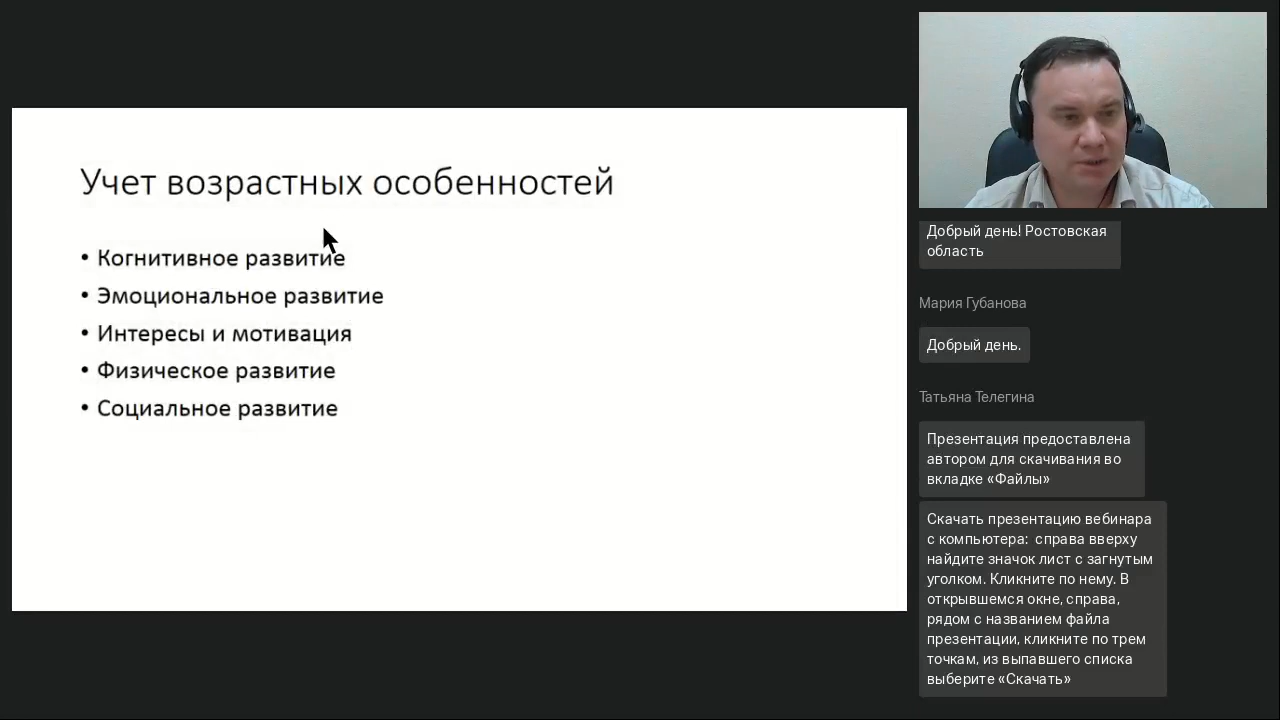 Учет возрастных особенностей
• Когнитивное развитие
• Эмоциональное развитие
• Интересы и мотивация
• Физическое развитие
• Социальное развитие
Добрый день! Ростовская
область
Мария Губанова
Добрый день.
Татьяна Телегина
Презентация предоставлена
автором для скачивания во
вкладке «Файлы»
Скачать презентацию вебинара
с компьютера:  справа вверху
найдите значок лист с загнутым
уголком. Кликните по нему. В
открывшемся окне, справа,
рядом с названием файла
презентации, кликните по трем
точкам, из выпавшего списка
выберите «Скачать»